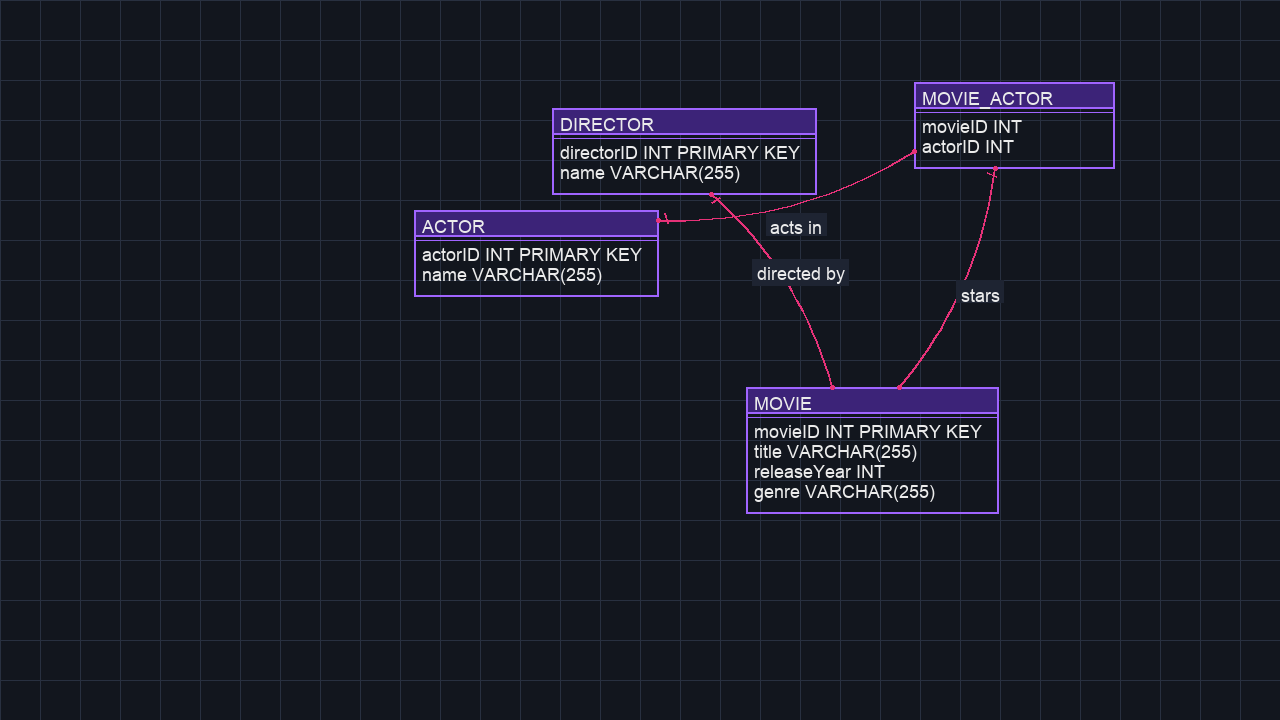 MOVIE_ACTOR
movieID INT
actorID INT
DIRECTOR
directorID INT PRIMARY KEY
name VARCHAR(255)
ACTOR
actorID INT PRIMARY KEY
name VARCHAR(255)
acts in
directed by
stars
MOVIE
movieID INT PRIMARY KEY
title VARCHAR(255)
releaseYear INT
genre VARCHAR(255)